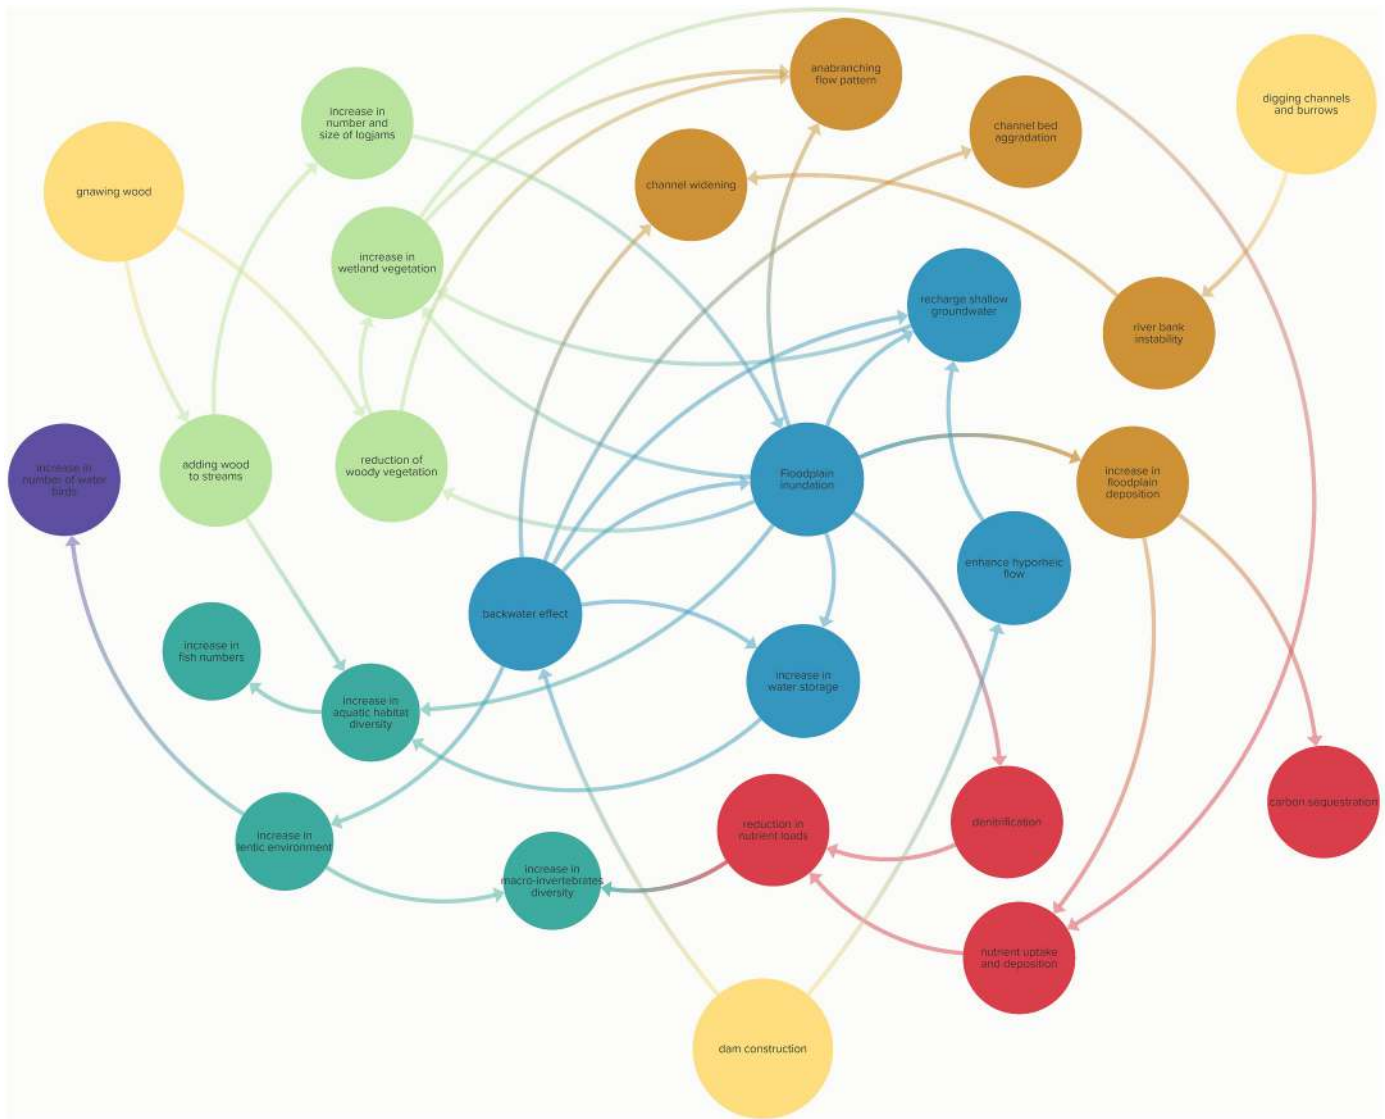 anabranching
flow pattern
digging channels
and burrows
increase in
number and
size of logjams
channel bed
aggradation
gnawing wood
channel widening
increase in
wetland vegetation
recharge shallow
groundwater
river bank
instability
increase in
number of water
birds
adding wood
to streams
reduction of
woody vegetation
Floodplain
inundation
increase in
floodplain
deposition
enhance hyporheic
flow
backwater effect
increase in
fish numbers
increase in
aquatic habitat
diversity
increase in
water storage
carbon sequestration
reduction in
nutrient loads
denitrification
increase in
lentic environment
increase in
macro-invertebrates
diversity
nutrient uptake
and deposition
dam construction